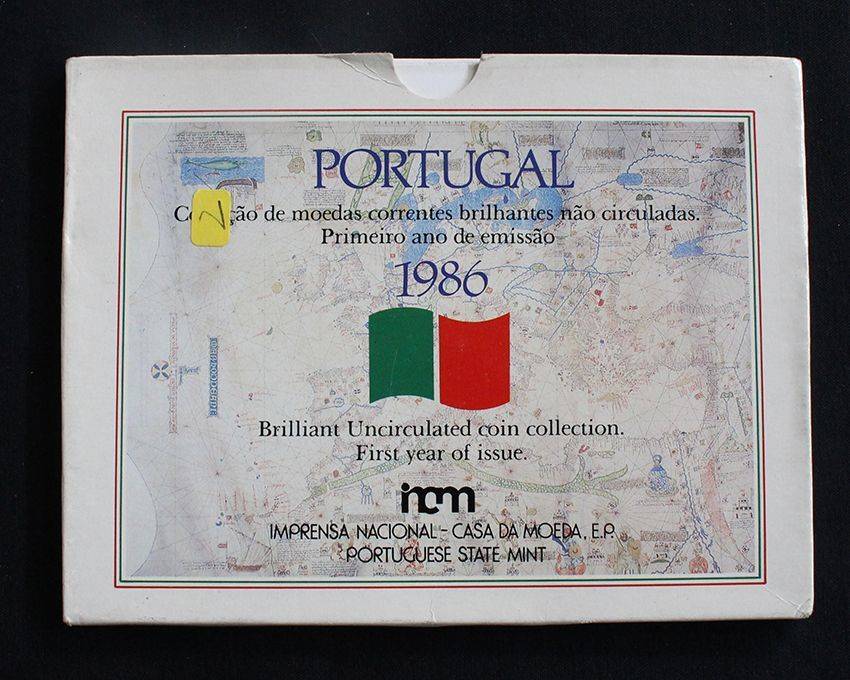 PORTUGAL
de moedas correntes brilhantes não circuladas.
Primeiro ano de emissão
1986
Brilliant Uncirculated coin collection.
First year of issue.
incm
IMPRENSA NACIONAL - CASA DA MOEDA, E.P.
PORTUGUESE STATE MINT